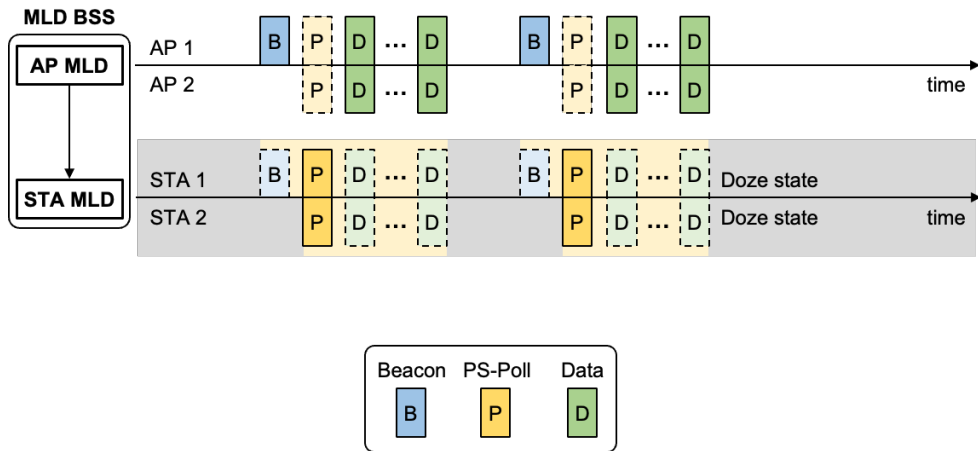 MLD BSS
AP MLD
STA MLD
AP 1 B P D ... D B P D ... D
AP 2 P D ... D P D ... D time
STA 1 B P D ... D B P D ... D Doze state
STA 2 P D ... D P D ... D Doze state time
Beacon PS-Poll Data
B P D